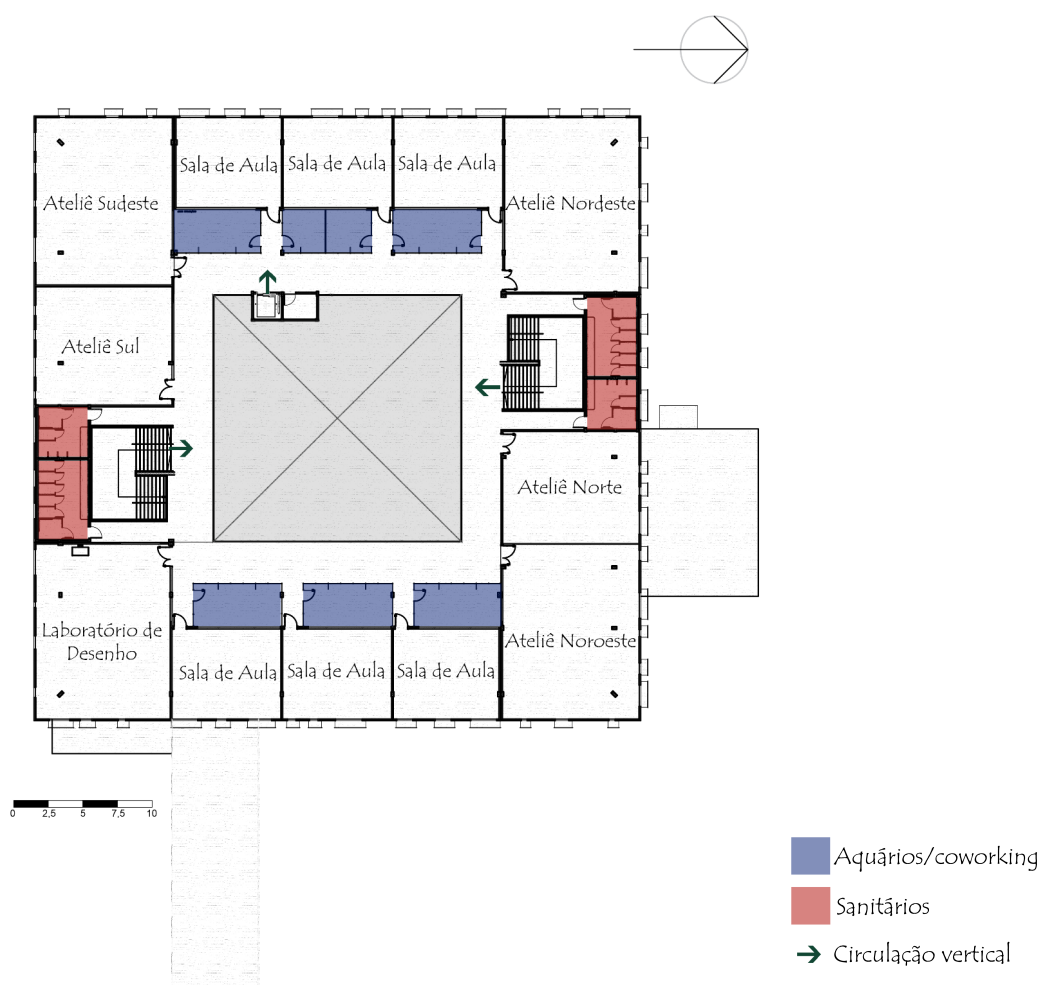 Sala de Aula
Sala de Aula
Sala de Aula
Ateliê Sudeste
Ateliê Nordeste
Ateliê Sul
Ateliê Norte
Laboratório de
Desenho
Ateliê Noroeste
Sala de Aula
Sala de Aula
Sala de Aula
0 2,5 5 7,5 10
Aquários/coworking
Sanitários
Circulação vertical